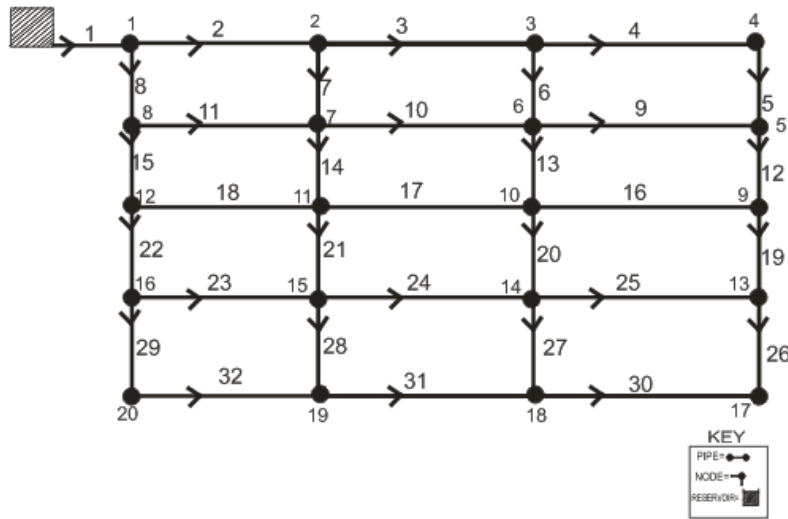 1 2 3 4
1 2 3 4
8 7 6 5
8 11 7 10 6 9 5
15 14 13 12
12 18 11 17 10 16 9
22 21 20 19
16 23 15 24 14 25 13
29 28 27 26
20 32 19 31 18 30 17
KEY
PIPE=
NODE=
RESERVOIR=